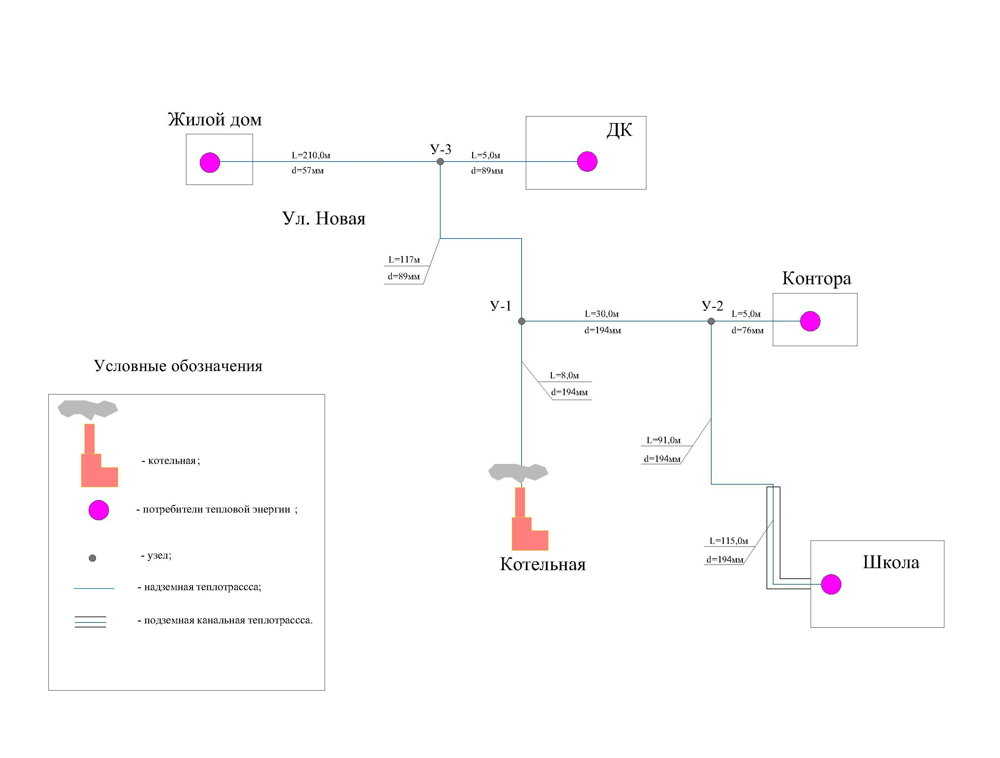 Жилой дом
ДК
У-3
L=210,0м
d=57мм
L=5,0м
d=89мм
Ул. Новая
L=117м
d=89мм
Контора
У-1
У-2
L=30,0м
d=194мм
L=5,0м
d=76мм
L=8,0м
d=194мм
L=91,0м
d=194мм
L=115,0м
d=194мм
Школа
Котельная
Условные обозначения
- котельная;
- потребители тепловой энергии ;
- узел;
- надземная теплотрассса;
- подземная канальная теплотрассса.